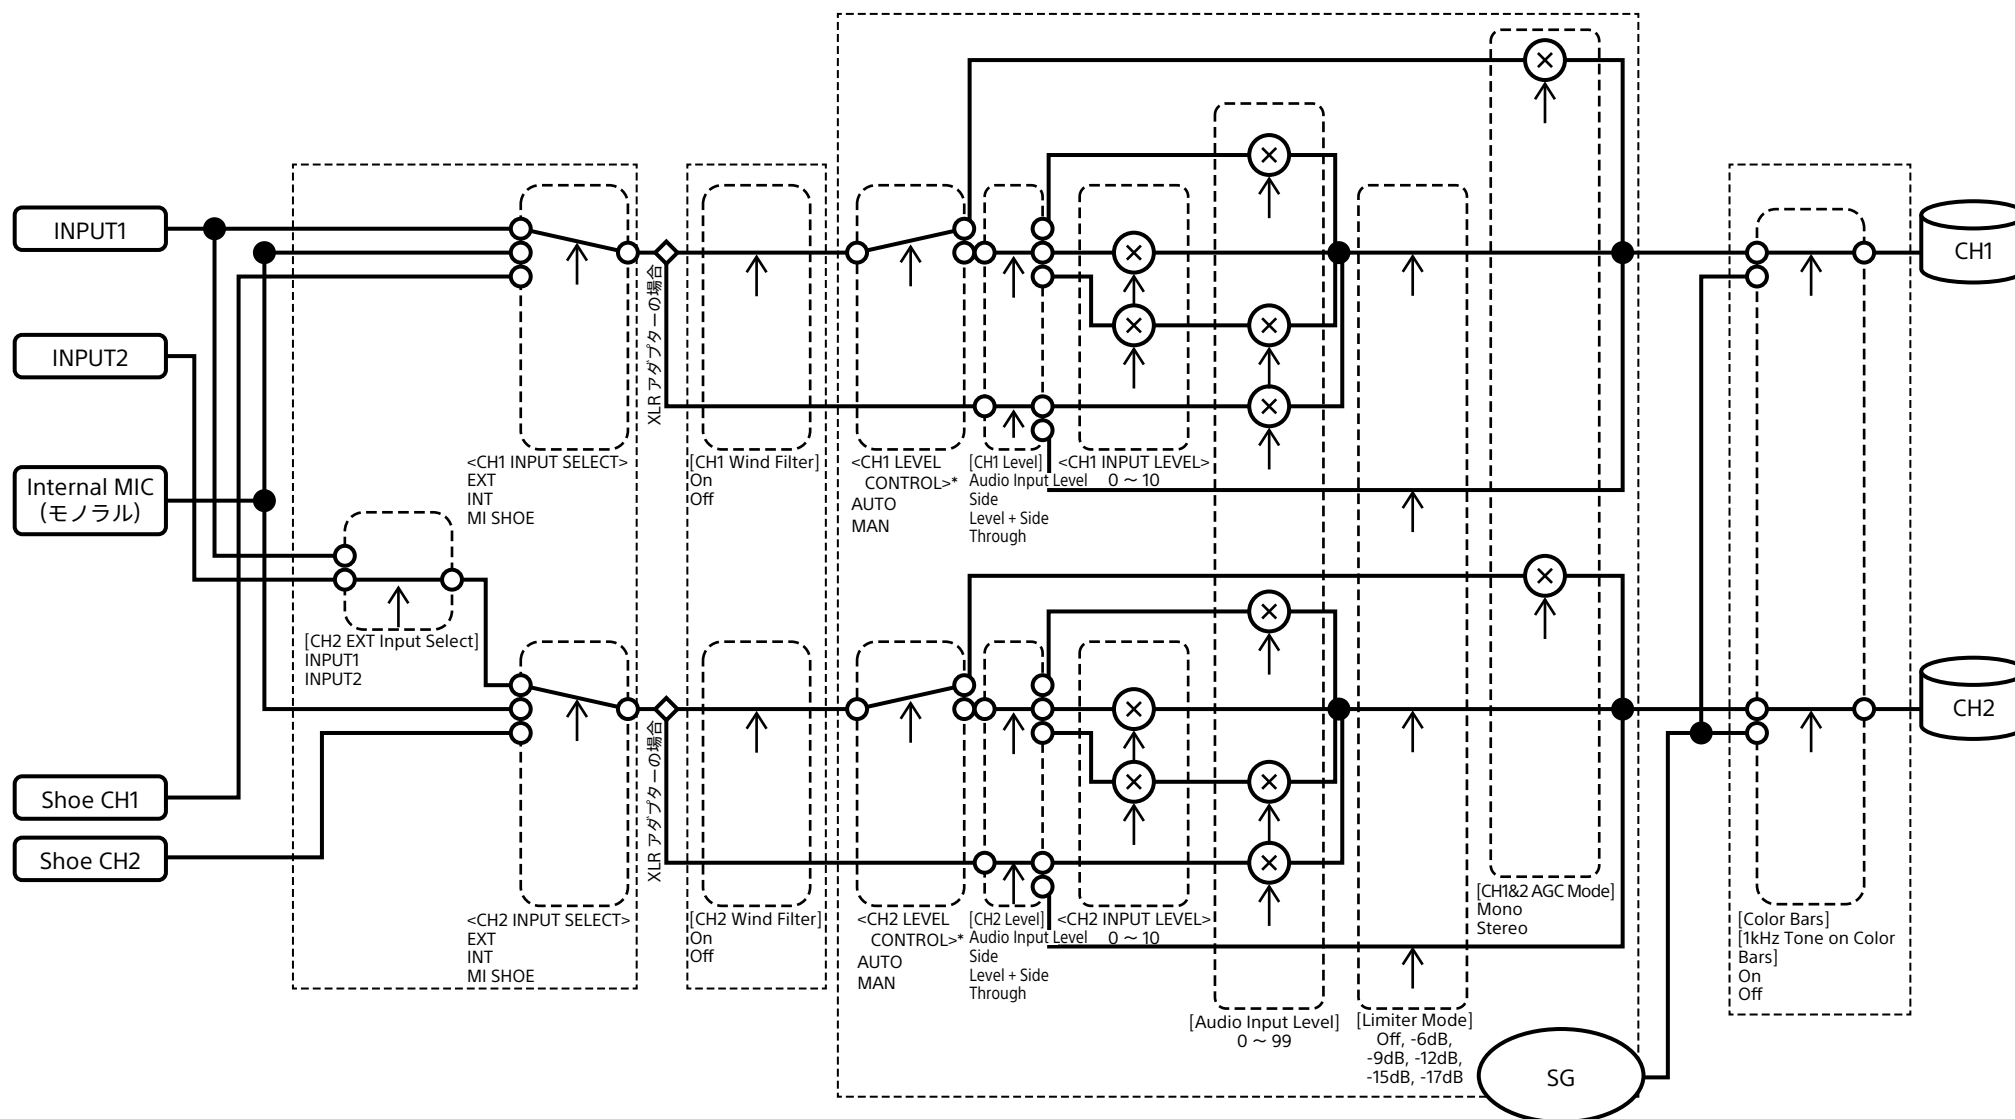 INPUT1
INPUT2
Internal MIC
(モノラル)
Shoe CH1
Shoe CH2
[CH2 EXT Input Select]
INPUT1
INPUT2
<CH1 INPUT SELECT>
EXT
INT
MI SHOE
XLR アダプターの場合
[CH1 Wind Filter]
On
Off
<CH1 LEVEL
CONTROL>*
AUTO
MAN
[CH1 Level]
Audio Input Level
Side
Level + Side
Through
<CH1 INPUT LEVEL>
0 ~ 10
<CH2 INPUT SELECT>
EXT
INT
MI SHOE
XLR アダプターの場合
[CH2 Wind Filter]
On
Off
<CH2 LEVEL
CONTROL>*
AUTO
MAN
[CH2 Level]
Audio Input Level
Side
Level + Side
Through
<CH2 INPUT LEVEL>
0 ~ 10
[Audio Input Level]
0 ~ 99
[Limiter Mode]
Off, -6dB,
-9dB, -12dB,
-15dB, -17dB
[CH1&2 AGC Mode]
Mono
Stereo
SG
[Color Bars]
[1kHz Tone on Color
Bars]
On
Off
CH1
CH2